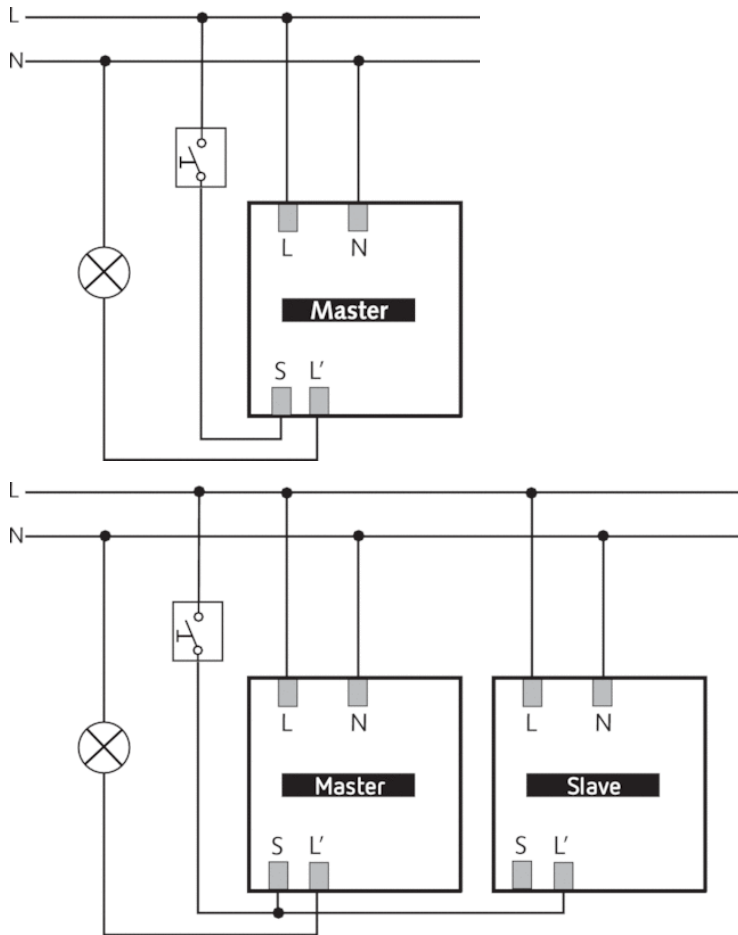 L
N
L N
Master
S L’
L
N
L N L N
Master Slave
S L’ S L’